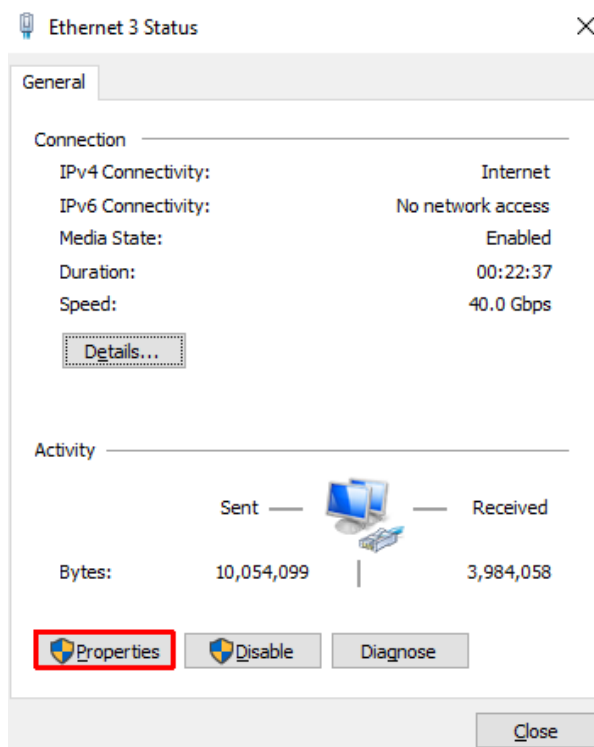 Ethernet 3 Status
General
Connection
IPv4 Connectivity: Internet
IPv6 Connectivity: No network access
Media State: Enabled
Duration: 00:22:37
Speed: 40.0 Gbps
Details...
Activity
Sent Received
Bytes: 10,054,099 3,984,058
Properties Disable Diagnose
Close